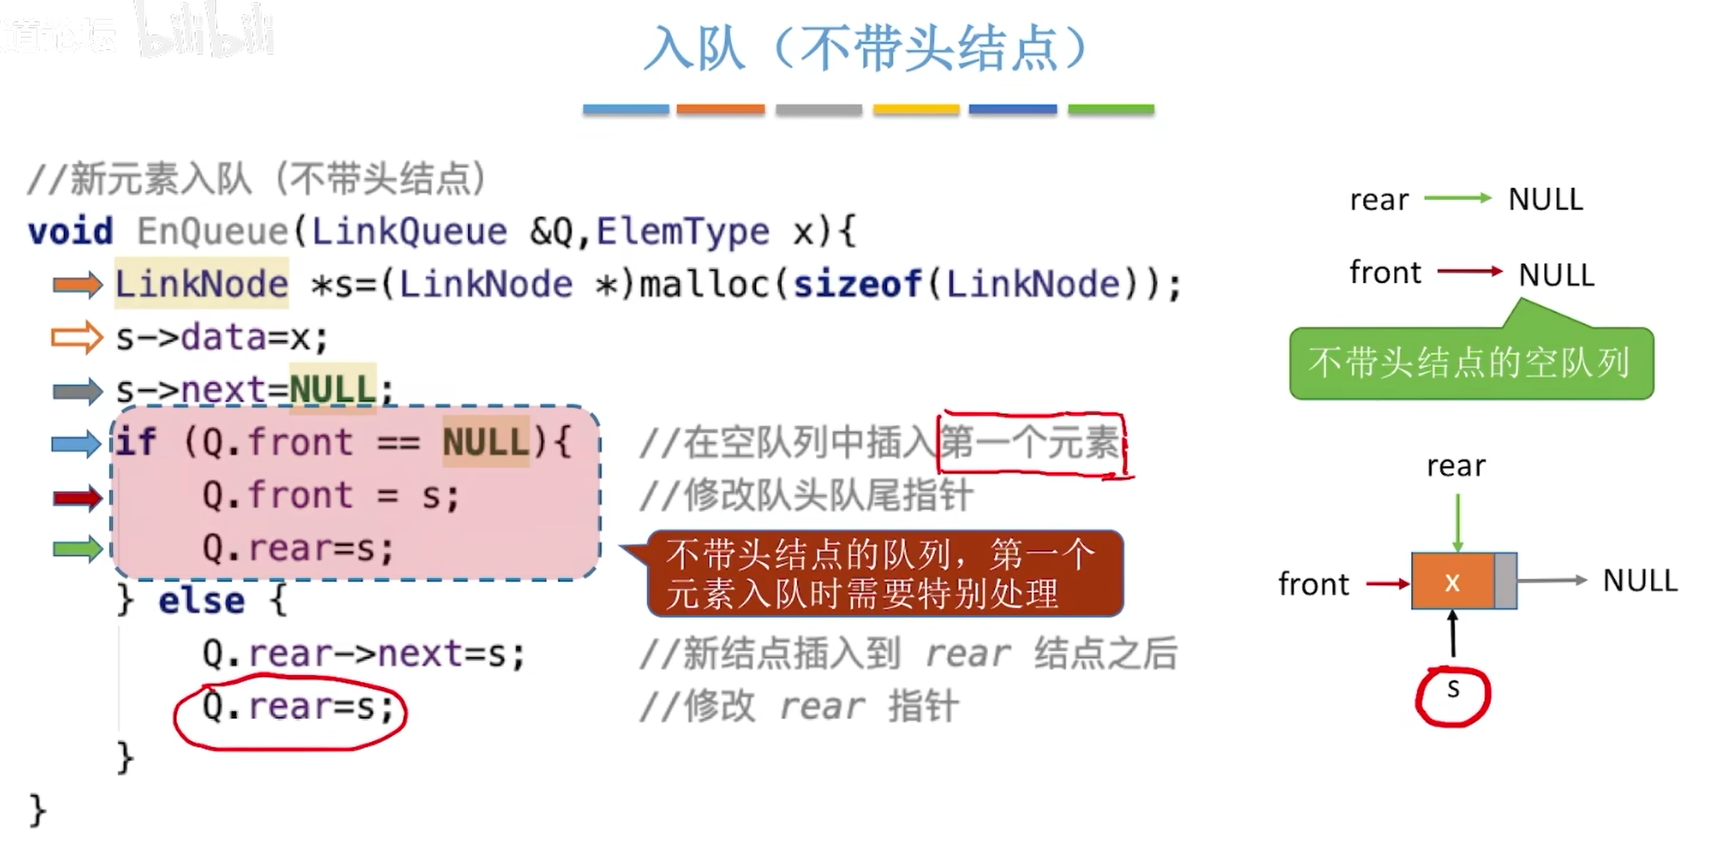 道论坛 bilibili
入队（不带头结点）
//新元素入队（不带头结点）
void EnQueue(LinkQueue &Q,ElemType x){
LinkNode *s=(LinkNode *)malloc(sizeof(LinkNode));
s->data=x;
s->next=NULL;
if (Q.front == NULL){ //在空队列中插入第一个元素
Q.front = s; //修改队头队尾指针
Q.rear=s;
不带头结点的队列，第一个
元素入队时需要特别处理
} else {
Q.rear->next=s; //新结点插入到 rear 结点之后
Q.rear=s; //修改 rear 指针
}
}
rear NULL
front NULL
不带头结点的空队列
rear
front x NULL
s